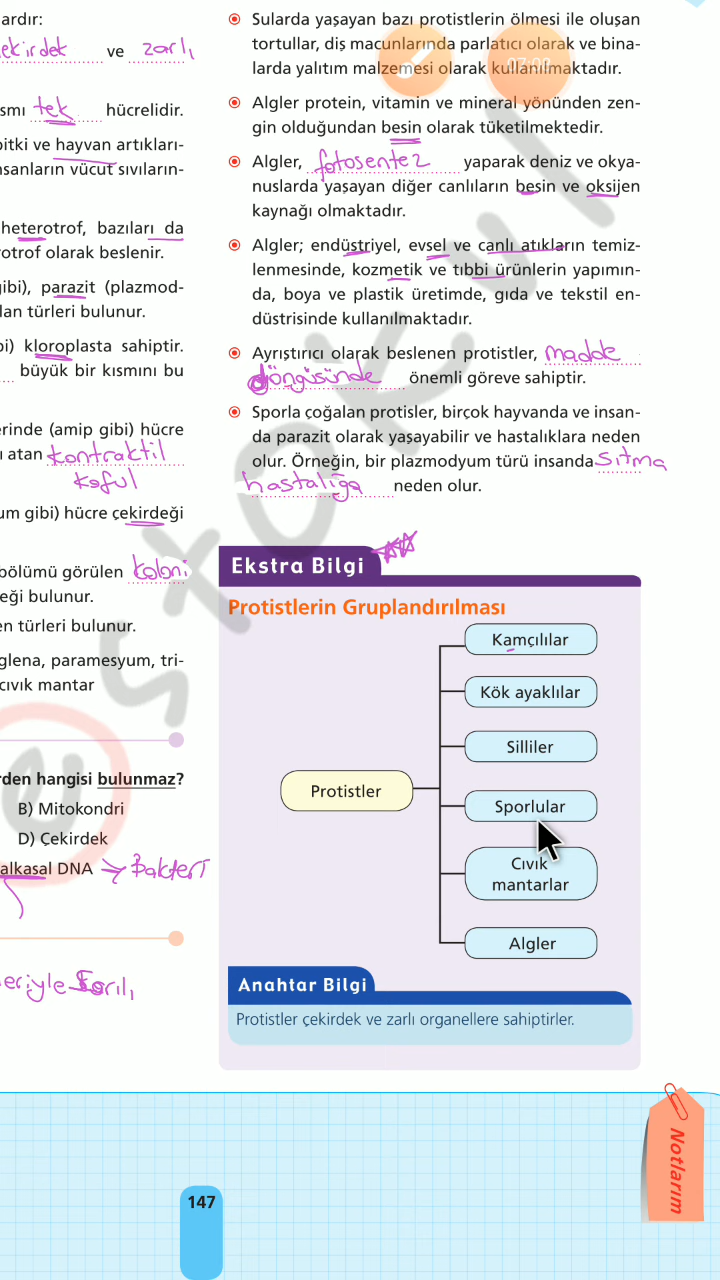 ardır:
ekirdek ve zarlı
smı tek hücrelidir.
bitki ve hayvan artıkları-
nsanların vücut sıvıların-
heterotrof, bazıları da
rotrof olarak beslenir.
gibi), parazit (plazmod-
lan türleri bulunur.
bi) kloroplasta sahiptir.
büyük bir kısmını bu
erinde (amip gibi) hücre
ı atan kontraktil
koful
um gibi) hücre çekirdeği
bölümü görülen koloni
eği bulunur.
en türleri bulunur.
glena, paramesyum, tri-
cıvık mantar
rden hangisi bulunmaz?
B) Mitokondri
D) Çekirdek
alkasal DNA → Bakteri
eriyle
Sularda yaşayan bazı protistlerin ölmesi ile oluşan
tortullar, diş macunlarında parlatıcı olarak ve bina-
larda yalıtım malzemesi olarak kullanılmaktadır.
Algler protein, vitamin ve mineral yönünden zen-
gin olduğundan besin olarak tüketilmektedir.
Algler, fotosentez yaparak deniz ve okya-
nuslarda yaşayan diğer canlıların besin ve oksijen
kaynağı olmaktadır.
Algler; endüstriyel, evsel ve canlı atıkların temiz-
lenmesinde, kozmetik ve tıbbi ürünlerin yapımın-
da, boya ve plastik üretimde, gıda ve tekstil en-
düstrisinde kullanılmaktadır.
Ayrıştırıcı olarak beslenen protistler, madde
döngüsünde önemli göreve sahiptir.
Sporla çoğalan protisler, birçok hayvanda ve insan-
da parazit olarak yaşayabilir ve hastalıklara neden
olur. Örneğin, bir plazmodyum türü insanda sıtma
hastalığa neden olur.
Ekstra Bilgi
Protistlerin Gruplandırılması
Protistler
Kamçılılar
Kök ayaklılar
Silliler
Sporlular
Cıvık
mantarlar
Algler
Anahtar Bilgi
Protistler çekirdek ve zarlı organellere sahiptirler.
Notlarım
147